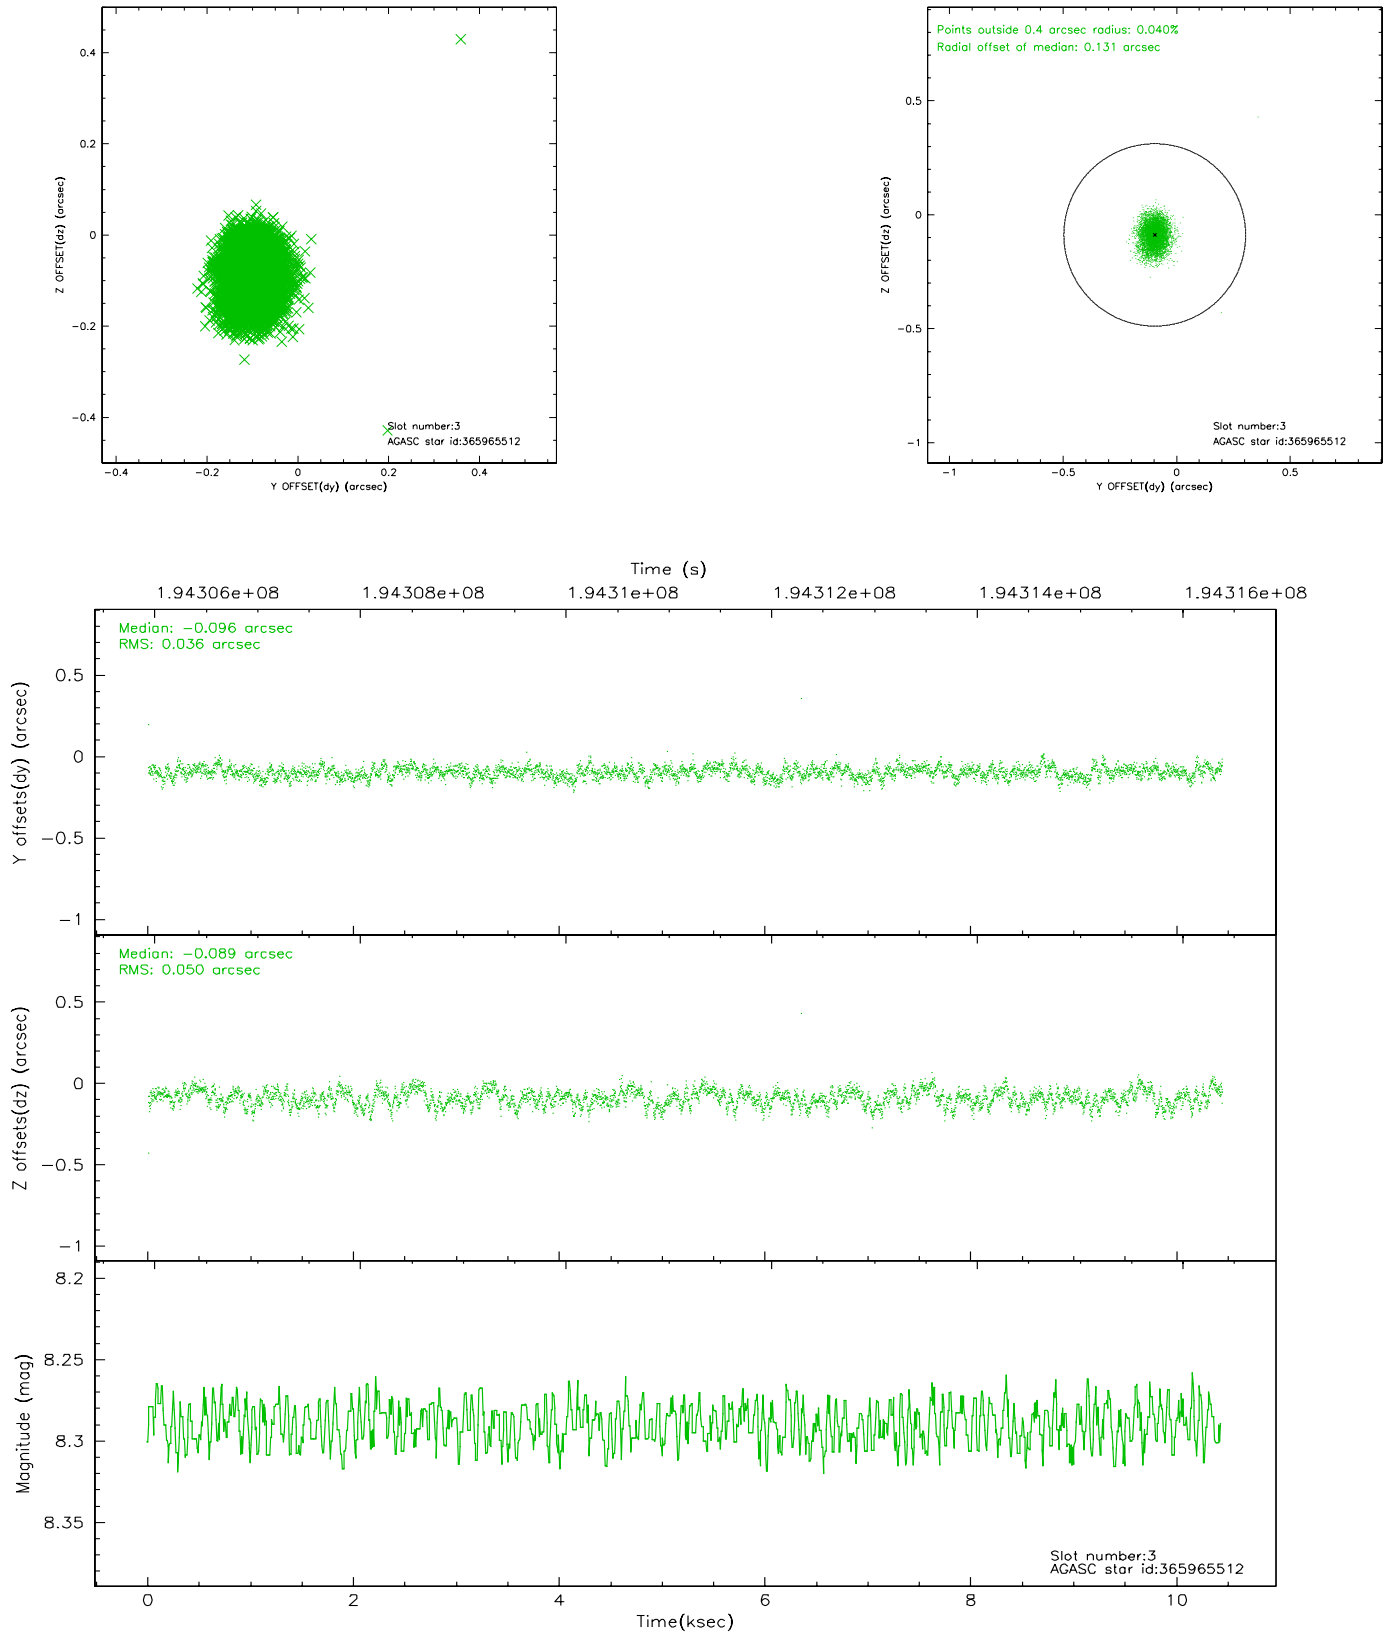 0.4
0.2
0
-0.2
-0.4
Z OFFSET(dz) (arcsec)
Slot number:3
AGASC star id:365965512
-0.4 -0.2 0 0.2 0.4
Y OFFSET(dy) (arcsec)
Points outside 0.4 arcsec radius: 0.040%
Radial offset of median: 0.131 arcsec
0.5
0
-0.5
-1
Z OFFSET(dz) (arcsec)
Slot number:3
AGASC star id:365965512
-1 -0.5 0 0.5
Y OFFSET(dy) (arcsec)
Time (s)
1.94306e+08 1.94308e+08 1.9431e+08 1.94312e+08 1.94314e+08 1.94316e+08
Median: -0.096 arcsec
RMS: 0.036 arcsec
0.5
0
-0.5
-1
Y offsets(dy) (arcsec)
Median: -0.089 arcsec
RMS: 0.050 arcsec
0.5
0
-0.5
-1
Z offsets(dz) (arcsec)
8.2
8.25
8.3
8.35
Magnitude (mag)
Slot number:3
AGASC star id:365965512
0 2 4 6 8 10
Time(ksec)